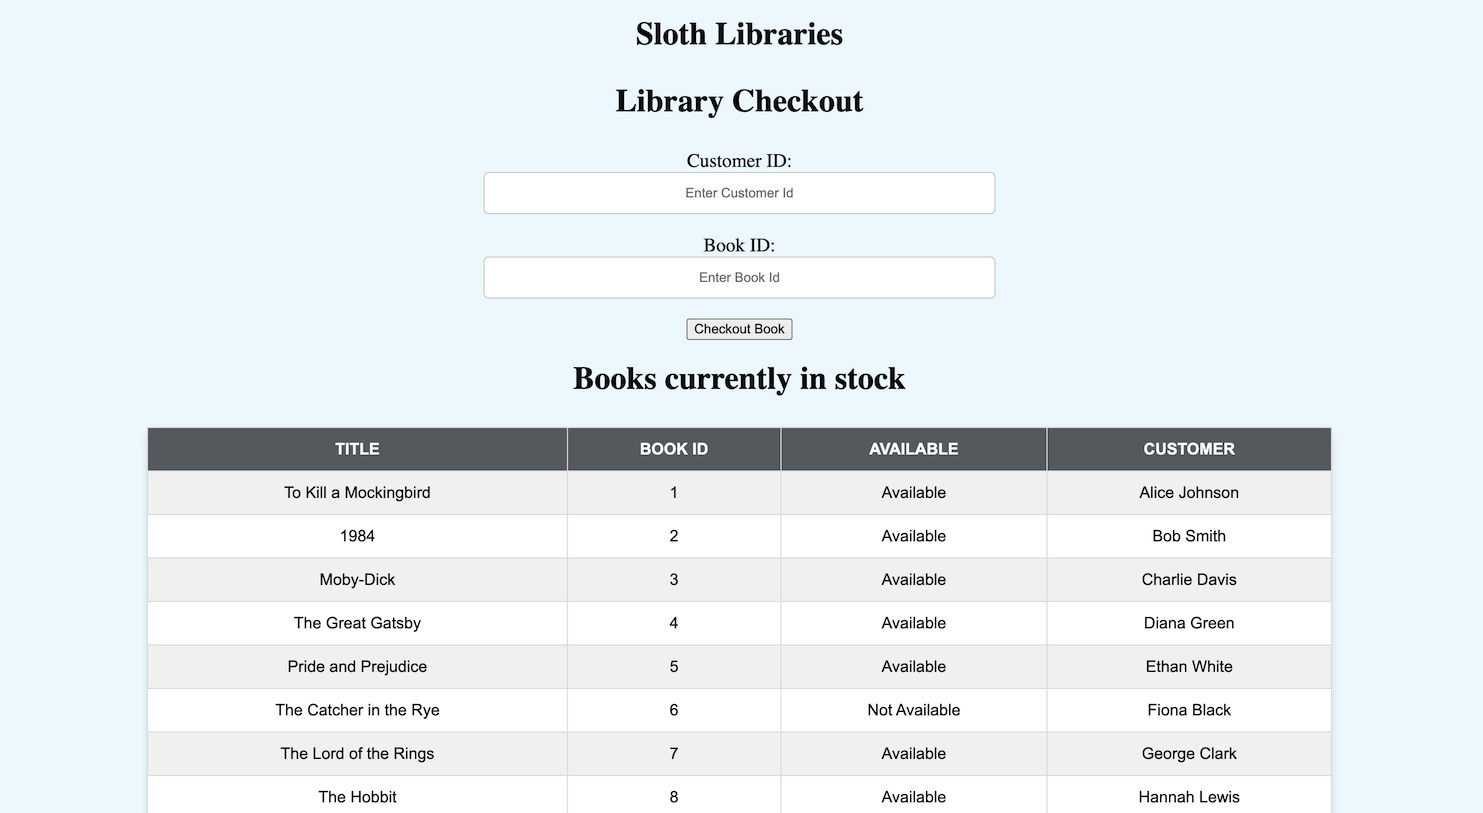 Sloth Libraries
Library Checkout
Customer ID:
Enter Customer Id
Book ID:
Enter Book Id
Checkout Book
Books currently in stock
TITLE BOOK ID AVAILABLE CUSTOMER
To Kill a Mockingbird 1 Available Alice Johnson
1984 2 Available Bob Smith
Moby-Dick 3 Available Charlie Davis
The Great Gatsby 4 Available Diana Green
Pride and Prejudice 5 Available Ethan White
The Catcher in the Rye 6 Not Available Fiona Black
The Lord of the Rings 7 Available George Clark
The Hobbit 8 Available Hannah Lewis